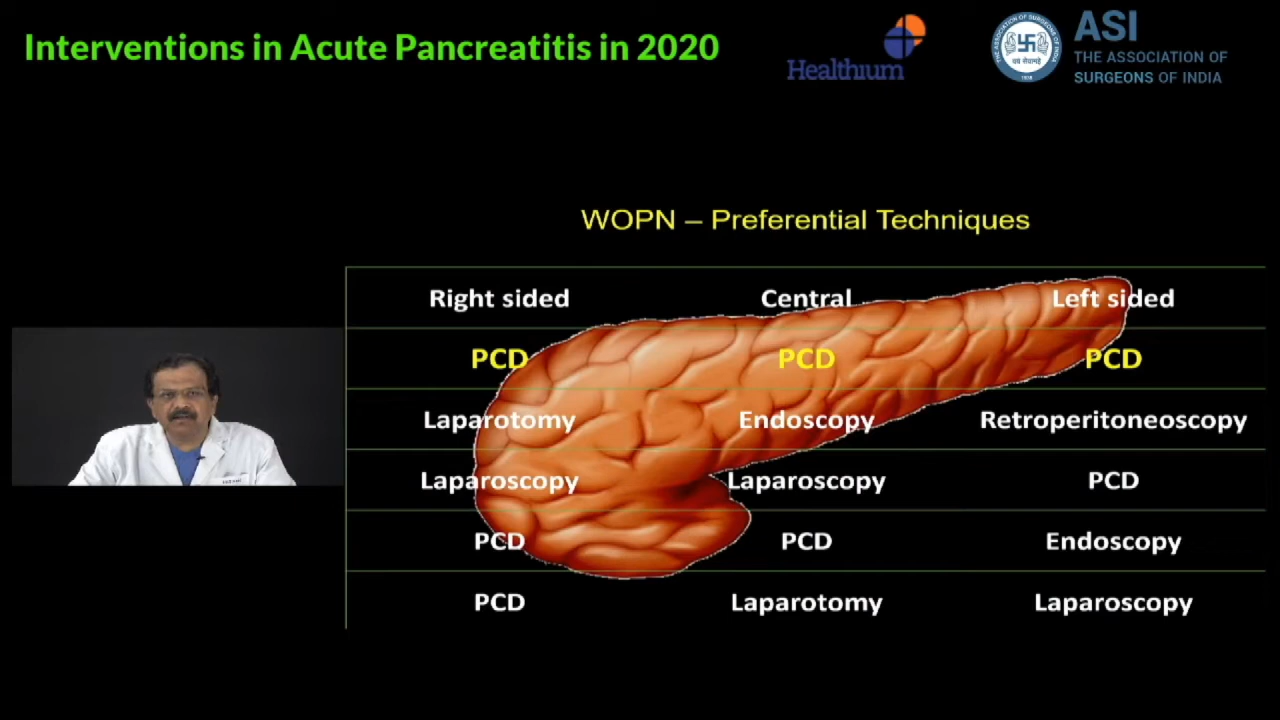 Interventions in Acute Pancreatitis in 2020
Healthium
ASI
THE ASSOCIATION OF
SURGEONS OF INDIA
WOPN – Preferential Techniques
Right sided Central Left sided
PCD PCD PCD
Laparotomy Endoscopy Retroperitoneoscopy
Laparoscopy Laparoscopy PCD
PCD PCD Endoscopy
PCD Laparotomy Laparoscopy